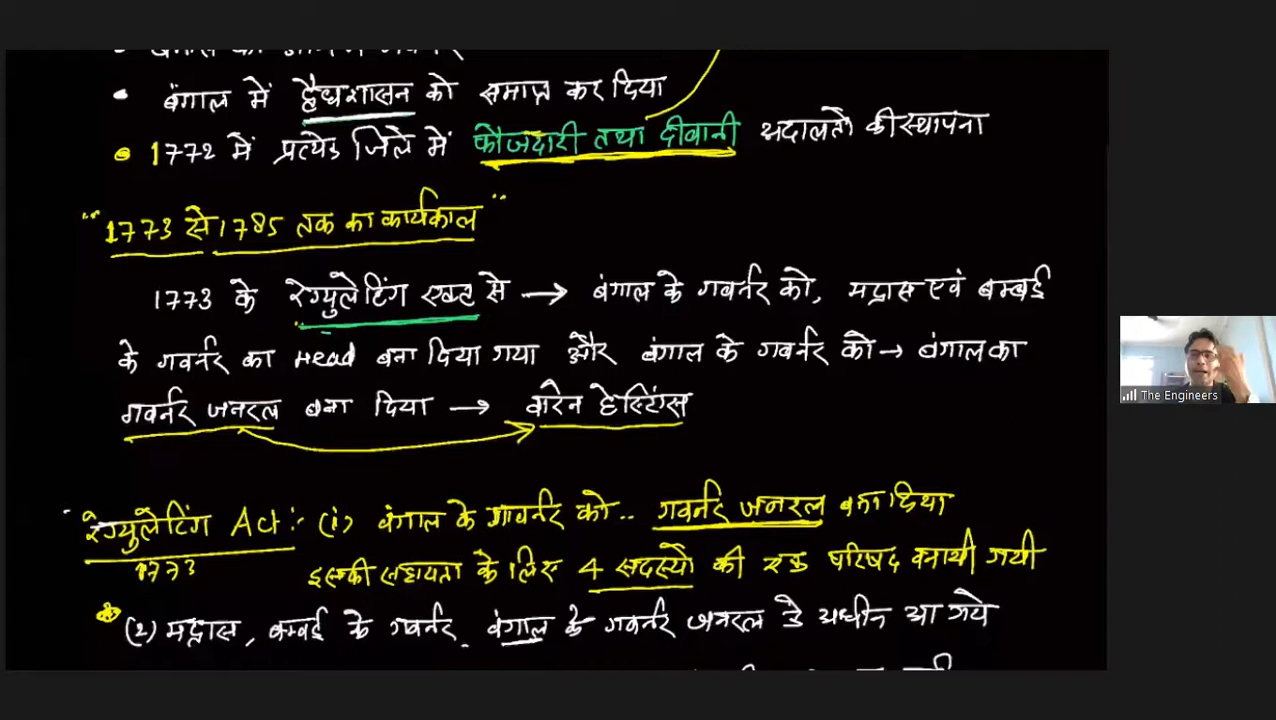 बंगाल में द्वैधशासन को समाप्त कर दिया
1772 में प्रत्येक जिले में फौजदारी तथा दीवानी अदालतो की स्थापना
"1773 से 1785 तक का कार्यकाल"
1773 के रेग्युलेटिंग एक्ट से → बंगाल के गवर्नर को, मद्रास एवं बम्बई
के गवर्नर का Head बना दिया गया और बंगाल के गवर्नर को → बंगाल का
गवर्नर जनरल बना दिया → वारेन हेस्टिंग्स
रेग्युलेटिंग Act :- (i) बंगाल के गवर्नर को.. गवर्नर जनरल बना दिया
1773 इसकी सहायता के लिए 4 सदस्यो की एक परिषद बनायी गयी
(2) मद्रास, बम्बई के गवर्नर बंगाल के गवर्नर जनरल के अधीन आ गये
The Engineers